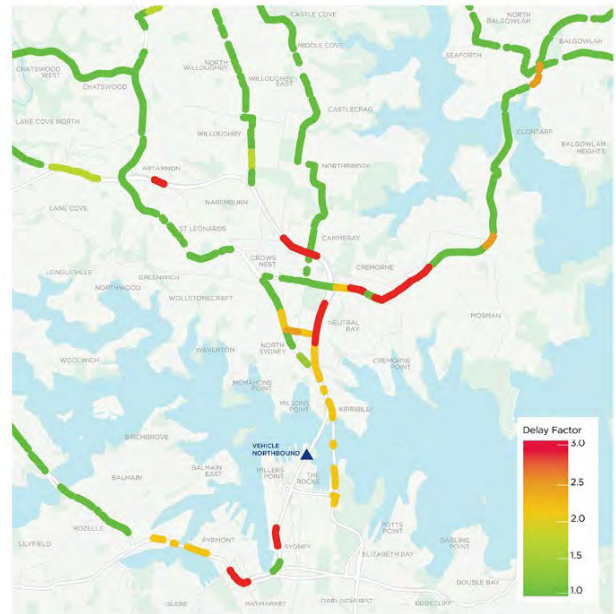 CASTLE COVE
NORTH
BALGOWLAH
BALGOWLAH
SEAFORTH
MIDDLE COVE
NORTH
WILLOUGHBY
WILLOUGHBY
EAST
CHATSWOOD
WEST
CHATSWOOD
CASTLECRAG
CLONTARF
LANE COVE NORTH
WILLOUGHBY
BALGOWLAH
HEIGHTS
ARTARMON
NORTHBRIDGE
NAREMBURN
LANE COVE
ST LEONARDS
CAMMERAY
CROWS
NEST
CREMORNE
LONGUEVILLE
GREENWICH
NORTHWOOD
WOLLSTONECRAFT
MOSMAN
NEUTRAL
BAY
WAVERTON
NORTH
SYDNEY
WOOLWICH
CREMORNE
POINT
MCMAHONS
POINT
MILSONS
POINT
KIRRIBILLI
BIRCHGROVE
VEHICLE
NORTHBOUND
BALMAIN
EAST
MILLERS
POINT
THE
ROCKS
BALMAIN
POTTS
POINT
ROZELLE
DARLING
POINT
LILYFIELD
PYRMONT
SYDNEY
ELIZABETH BAY
DOUBLE BAY
GLEBE
HAYMARKET
DARLINGHURST
EDGECLIFF
Delay Factor
3.0
2.5
2.0
1.5
1.0